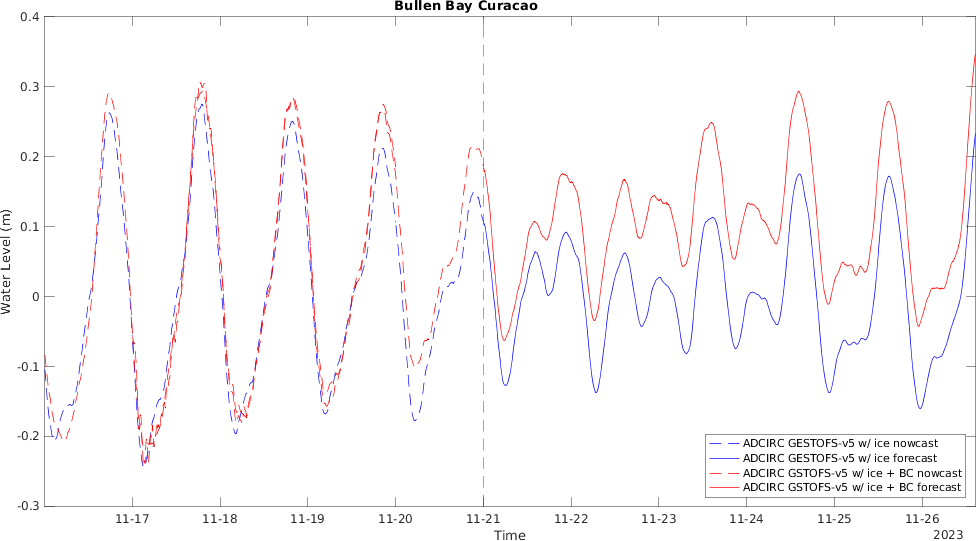 Bullen Bay Curacao
0.4
0.3
0.2
0.1
0
-0.1
-0.2
-0.3
Water Level (m)
ADCIRC GESTOFS-v5 w/ ice nowcast
ADCIRC GESTOFS-v5 w/ ice forecast
ADCIRC GSTOFS-v5 w/ ice + BC nowcast
ADCIRC GSTOFS-v5 w/ ice + BC forecast
11-17 11-18 11-19 11-20 11-21 11-22 11-23 11-24 11-25 11-26
Time
2023